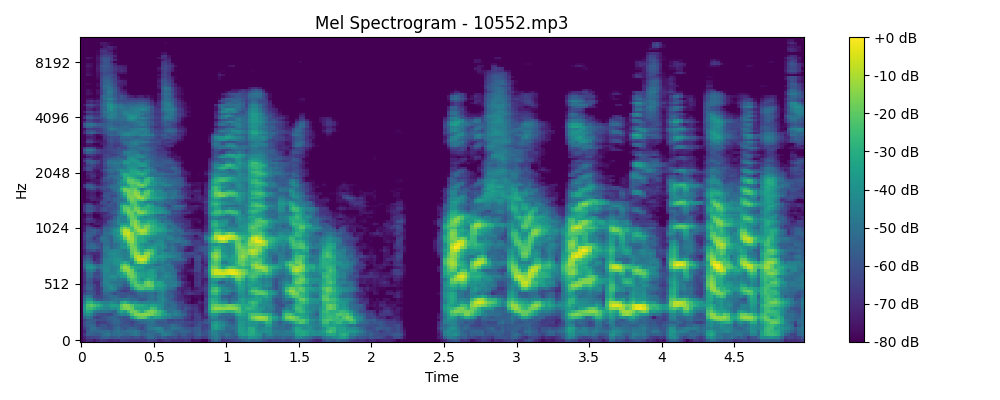 Mel Spectrogram - 10552.mp3
Hz
8192
4096
2048
1024
512
0
0
0.5
1
1.5
2
2.5
3
3.5
4
4.5
Time
+0 dB
-10 dB
-20 dB
-30 dB
-40 dB
-50 dB
-60 dB
-70 dB
-80 dB